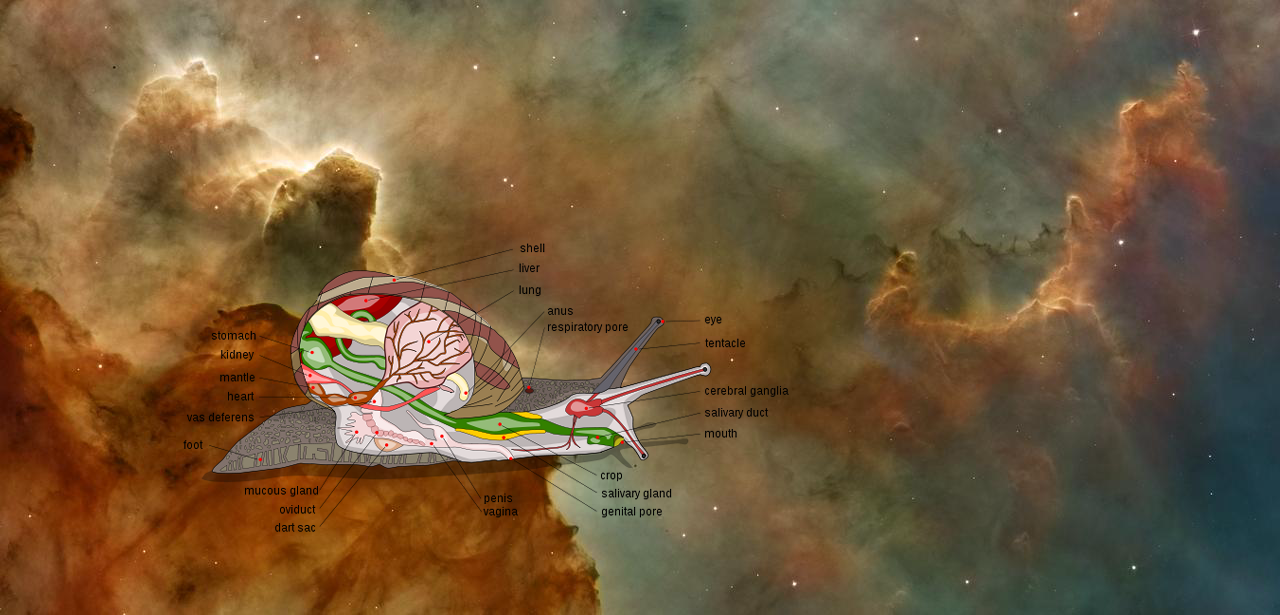 shell
liver
lung
anus
respiratory pore
eye
tentacle
stomach
kidney
mantle
heart
vas deferens
foot
cerebral ganglia
salivary duct
mouth
mucous gland
oviduct
dart sac
penis
vagina
crop
salivary gland
genital pore